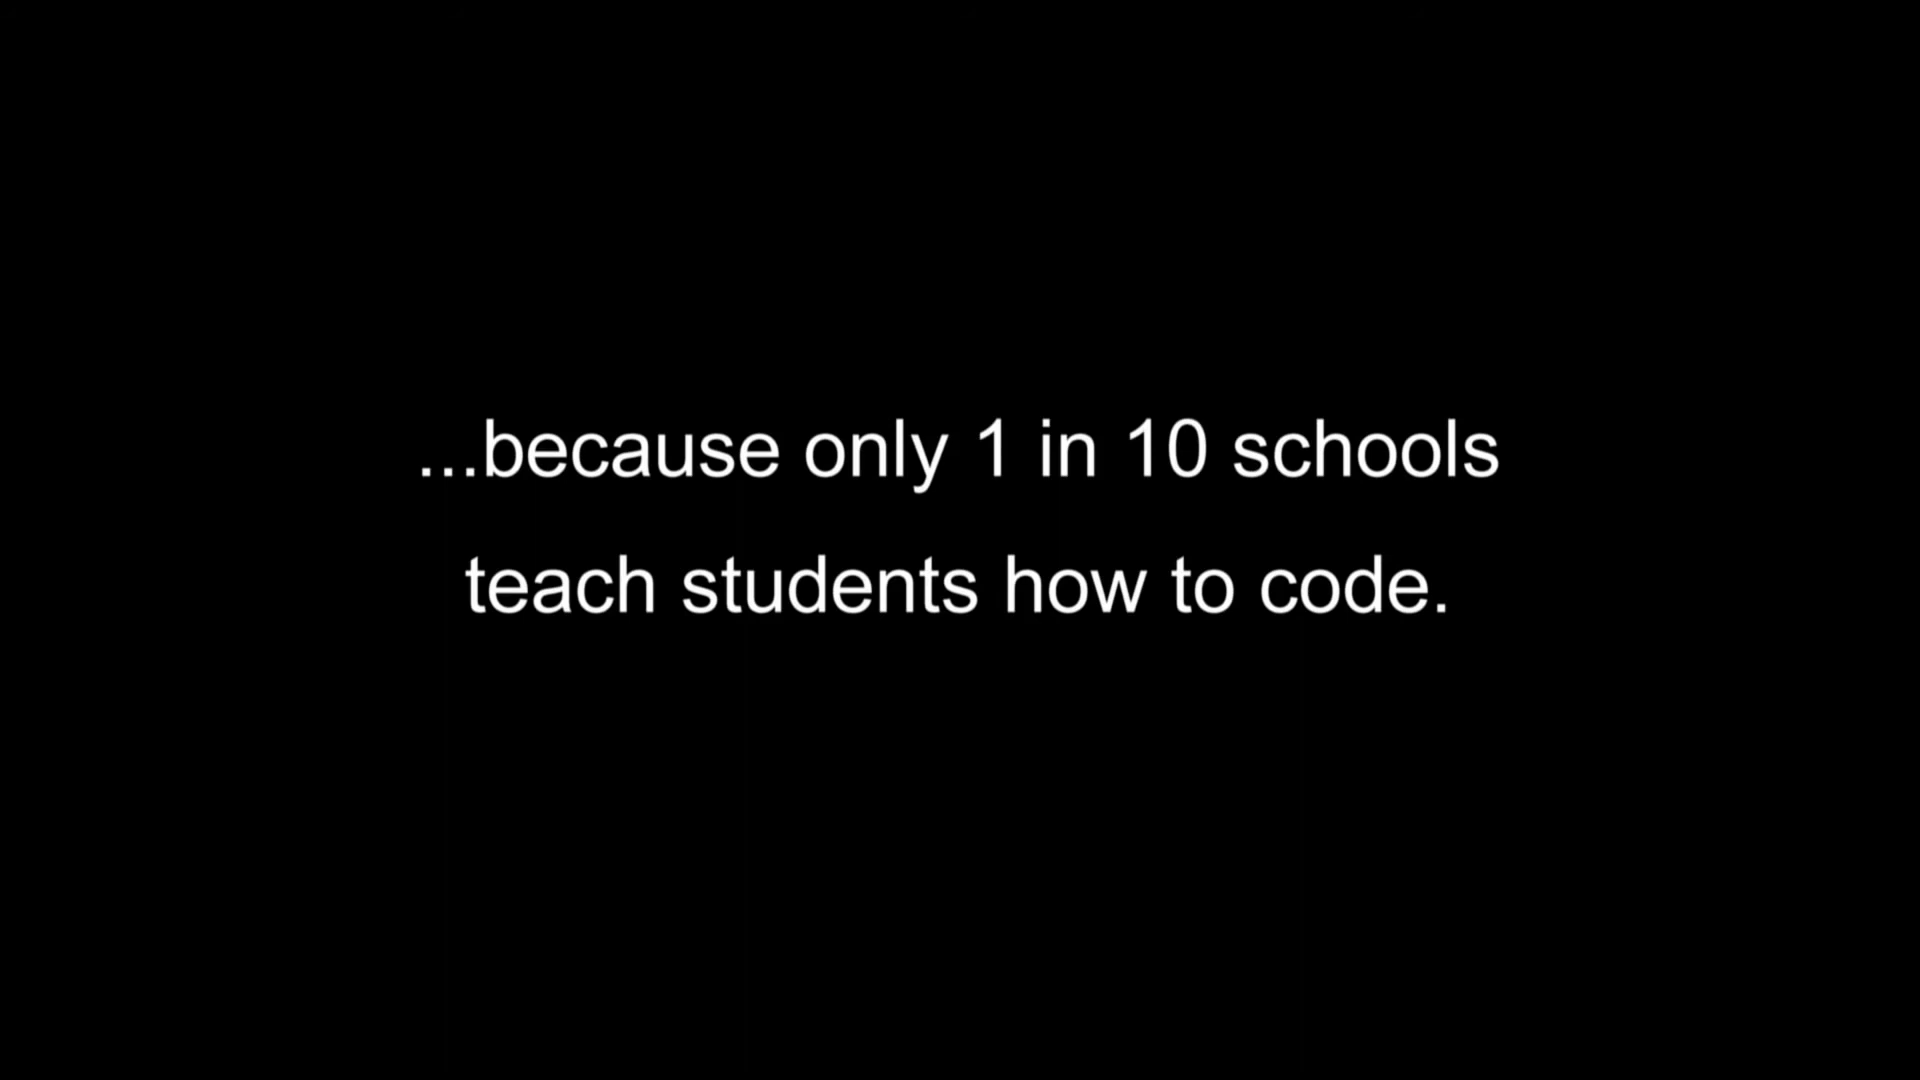 ...because only 1 in 10 schools
teach students how to code.